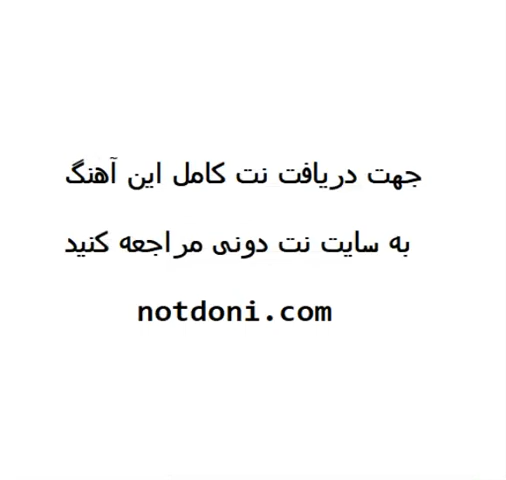 جهت دریافت نت کامل این آهنگ
به سایت نت دونی مراجعه کنید
notdoni.com